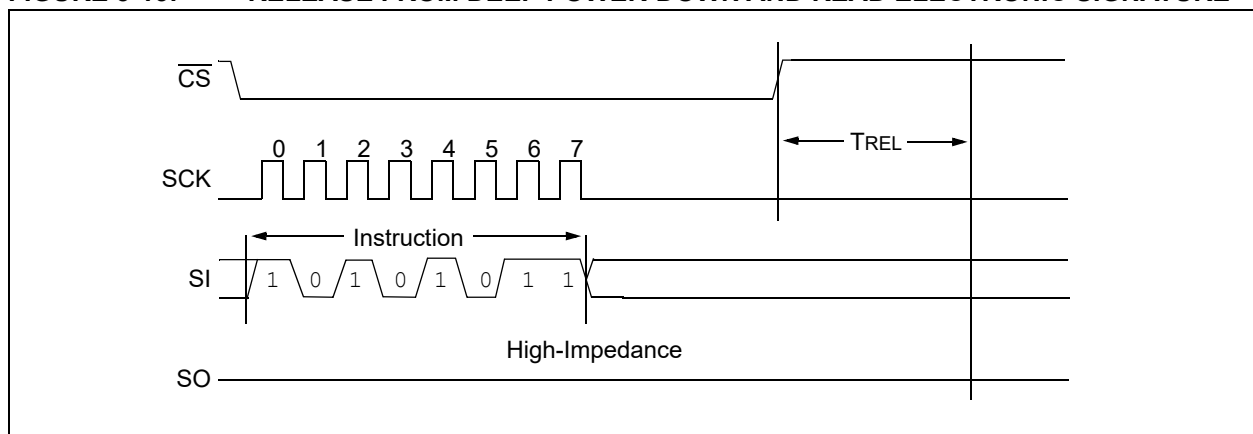 CS
SCK
0 1 2 3 4 5 6 7
TREL
Instruction
SI
1 0 1 0 1 0 1 1
High-Impedance
SO